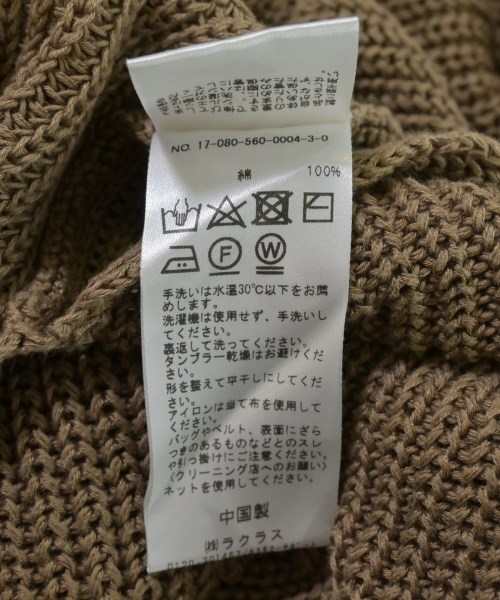 NO. 17-080-560-0004-3-0
綿 100%
F W
手洗いは水温30℃以下をお薦
めします。
洗濯機は使用せず、手洗いし
てください。
裏返して洗ってください。
タンブラー乾燥はお避けくだ
さい。
形を整えて平干しにしてくだ
さい。
アイロンは当て布を使用して
ください。
バッグやベルト、表面にざら
つきのあるものなどとのスレ
や引っ掛けにご注意ください。
〈クリーニング店へのお願い〉
ネットを使用してください。
中国製
㈱ラクラス